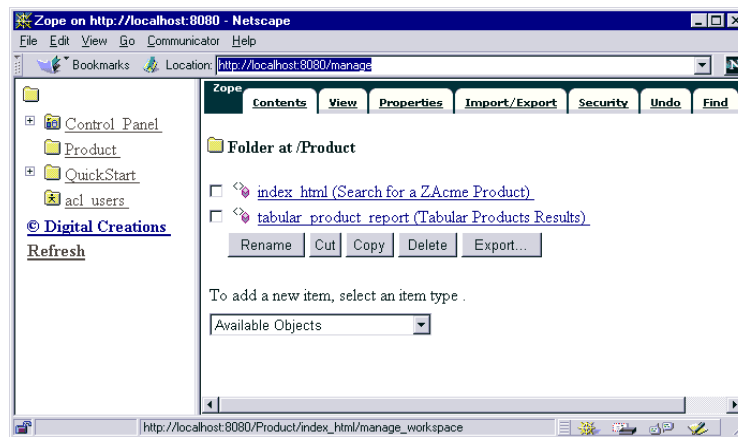 Zope on http://localhost:8080 - Netscape
File Edit View Go Communicator Help
Bookmarks Location: http://localhost:8080/manage
N
Zope
Contents View Properties Import/Export Security Undo Find
Control_Panel
Product
QuickStart
acl_users
© Digital Creations
Refresh
Folder at /Product
index_html (Search for a ZAcme Product)
tabular_product_report (Tabular Products Results)
Rename Cut Copy Delete Export...
To add a new item, select an item type .
Available Objects
http://localhost:8080/Product/index_html/manage_workspace